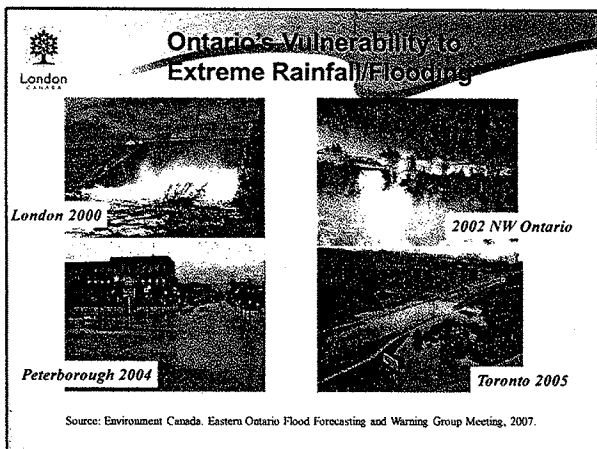 London
CANADA
Ontario's Vulnerability to
Extreme Rainfall/Flooding
London 2000
2002 NW Ontario
Peterborough 2004
Toronto 2005
Source: Environment Canada. Eastern Ontario Flood Forecasting and Warning Group Meeting, 2007.